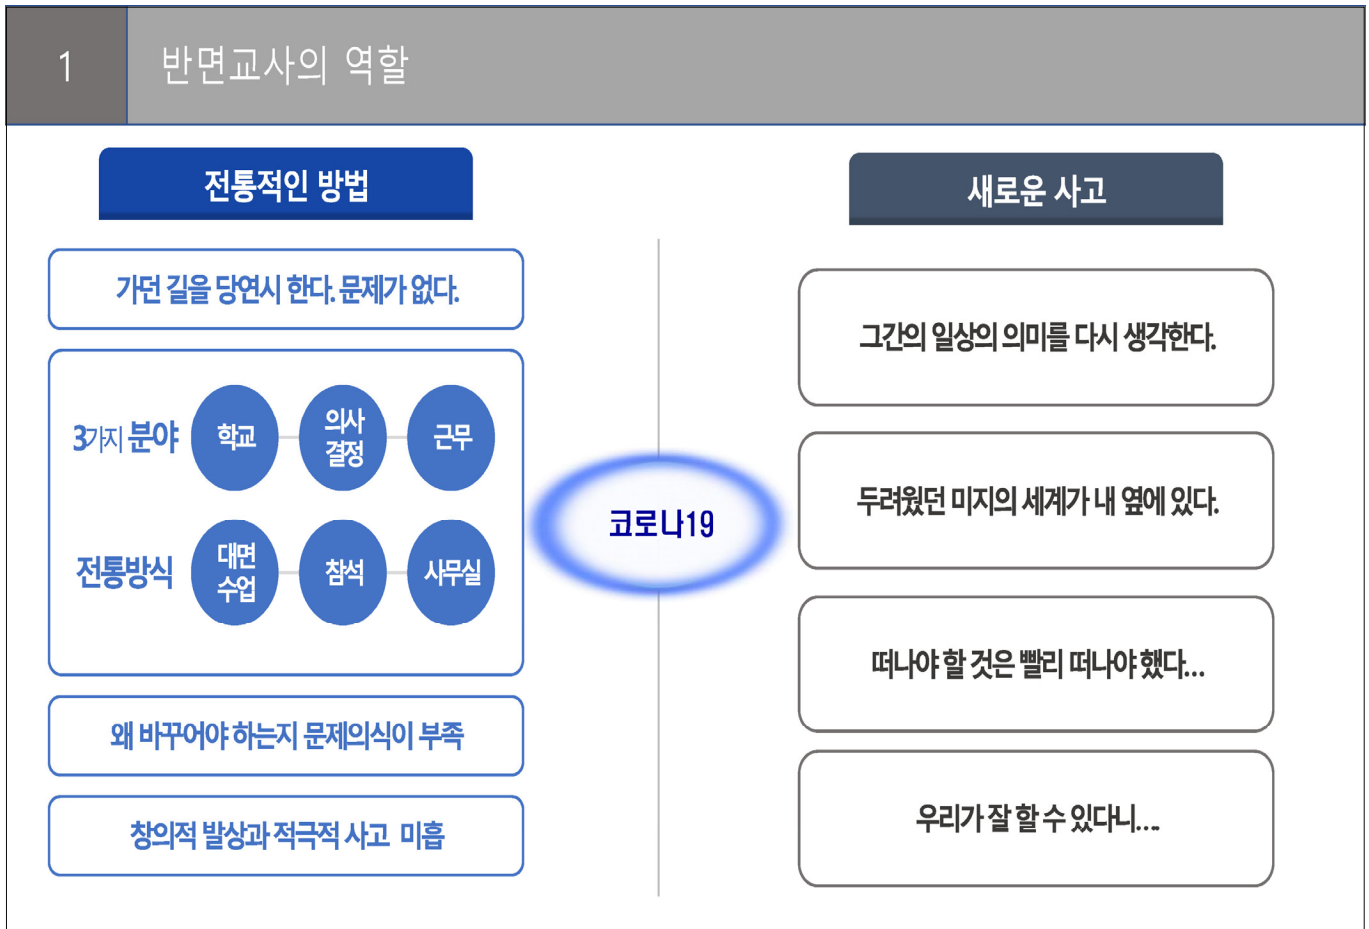 1
반면교사의 역할
전통적인 방법
가던 길을 당연시 한다. 문제가 없다.
3가지 분야
학교
의사
결정
근무
전통방식
대면
수업
참석
사무실
왜 바꾸어야 하는지 문제의식이 부족
창의적 발상과 적극적 사고 미흡
코로나19
새로운 사고
그간의 일상의 의미를 다시 생각한다.
두려웠던 미지의 세계가 내 옆에 있다.
떠나야 할 것은 빨리 떠나야 했다...
우리가 잘 할 수 있다니....